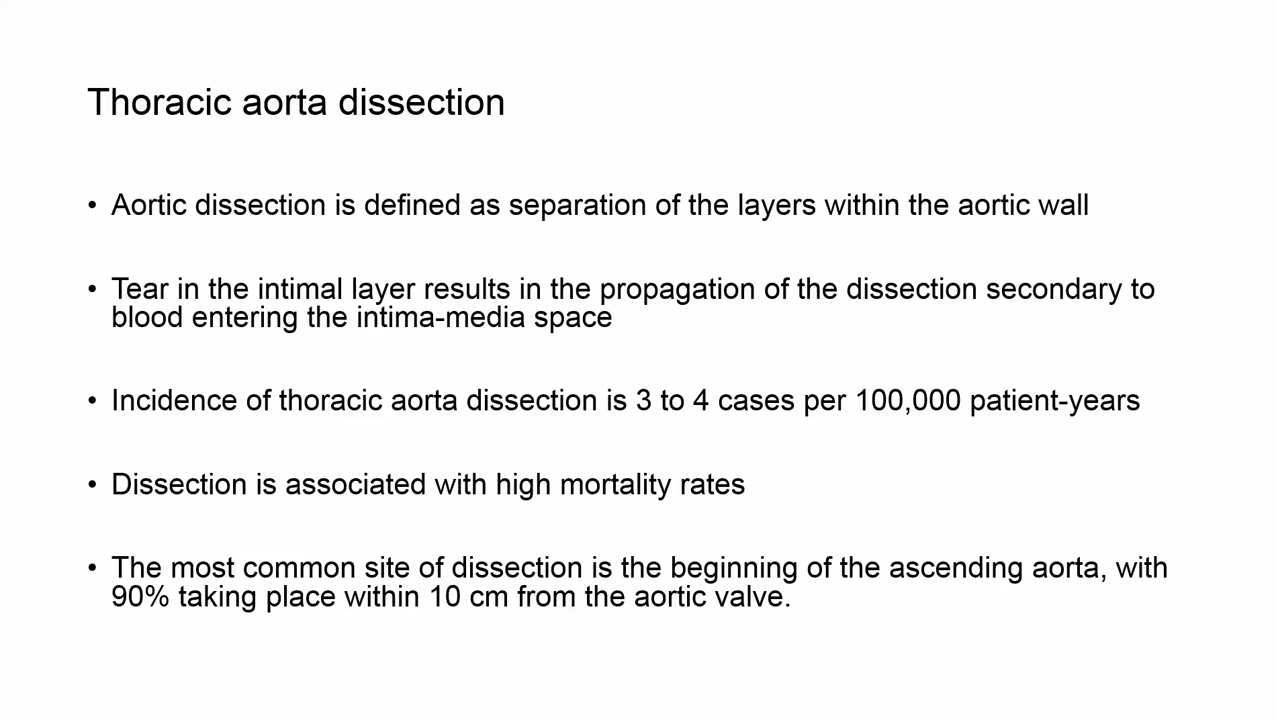 Thoracic aorta dissection
• Aortic dissection is defined as separation of the layers within the aortic wall
• Tear in the intimal layer results in the propagation of the dissection secondary to
blood entering the intima-media space
• Incidence of thoracic aorta dissection is 3 to 4 cases per 100,000 patient-years
• Dissection is associated with high mortality rates
• The most common site of dissection is the beginning of the ascending aorta, with
90% taking place within 10 cm from the aortic valve.